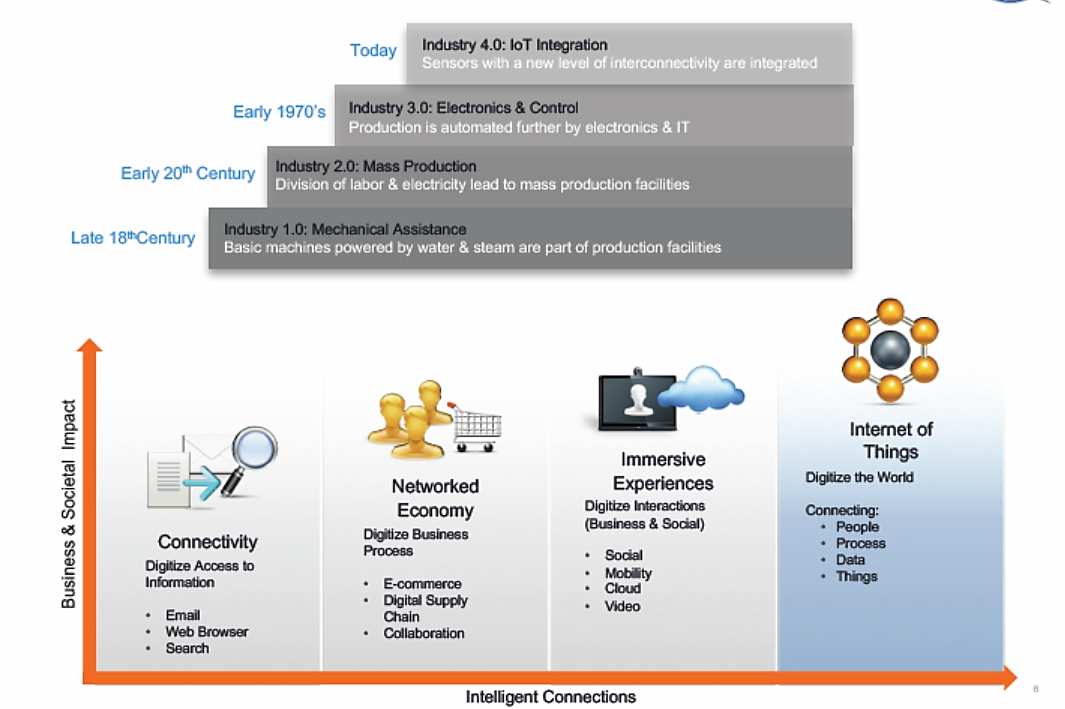 Today
Industry 4.0: IoT Integration
Sensors with a new level of interconnectivity are integrated
Early 1970's
Industry 3.0: Electronics & Control
Production is automated further by electronics & IT
Early 20th Century
Industry 2.0: Mass Production
Division of labor & electricity lead to mass production facilities
Late 18thCentury
Industry 1.0: Mechanical Assistance
Basic machines powered by water & steam are part of production facilities
Business & Societal Impact
Connectivity
Digitize Access to
Information
• Email
• Web Browser
• Search
Networked
Economy
Digitize Business
Process
• E-commerce
• Digital Supply
Chain
• Collaboration
Immersive
Experiences
Digitize Interactions
(Business & Social)
• Social
• Mobility
• Cloud
• Video
Internet of
Things
Digitize the World
Connecting:
• People
• Process
• Data
• Things
Intelligent Connections
6